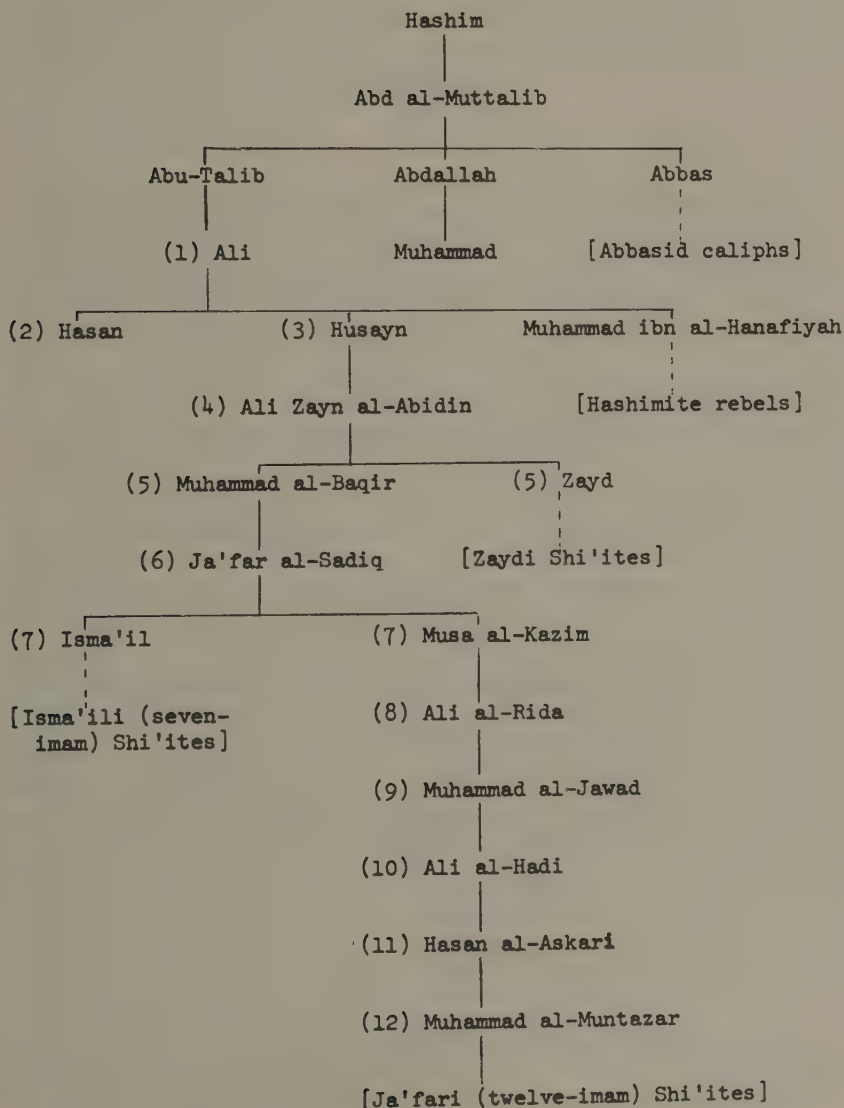 Hashim
Abd al-Muttalib
Abu-Talib Abdallah Abbas
(1) Ali Muhammad [Abbasid caliphs]
(2) Hasan (3) Husayn Muhammad ibn al-Hanafiyah
(4) Ali Zayn al-Abidin [Hashimite rebels]
(5) Muhammad al-Baqir (5) Zayd
(6) Ja'far al-Sadiq [Zaydi Shi'ites]
(7) Isma'il (7) Musa al-Kazim
[Isma'ili (seven-
imam) Shi'ites]
(8) Ali al-Rida
(9) Muhammad al-Jawad
(10) Ali al-Hadi
(11) Hasan al-Askari
(12) Muhammad al-Muntazar
[Ja'fari (twelve-imam) Shi'ites]